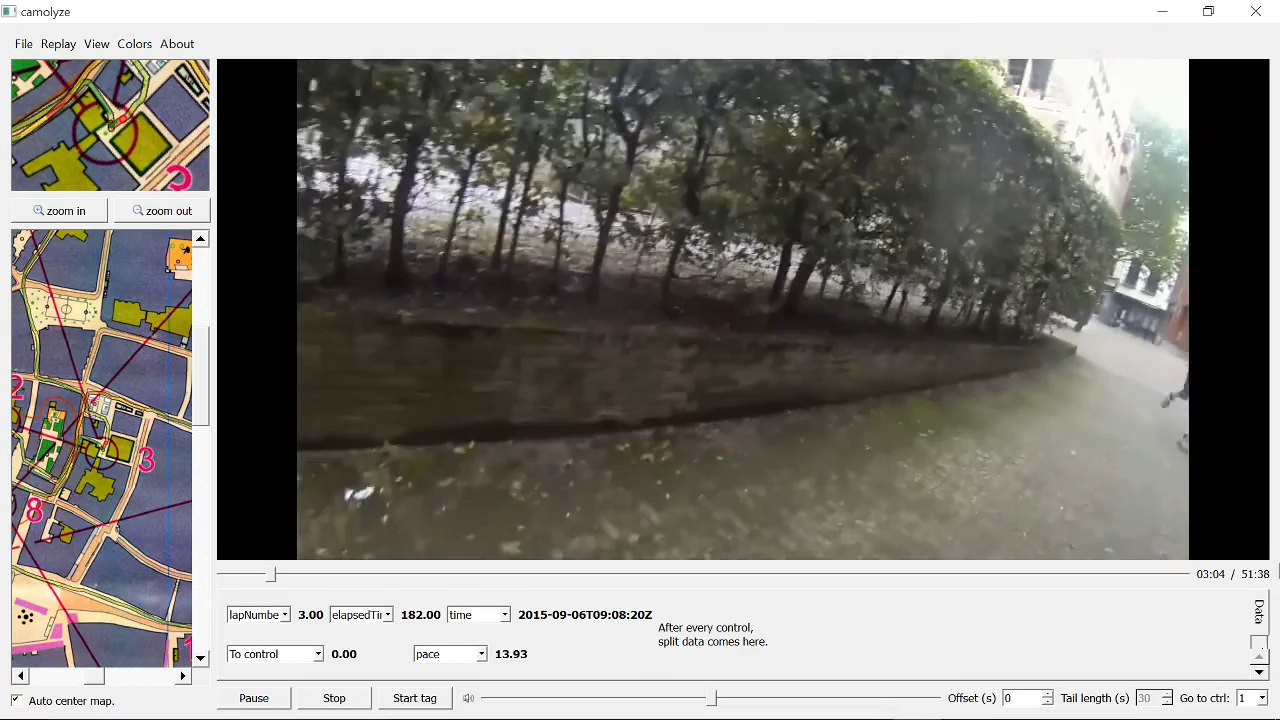 camolyze
File Replay View Colors About
zoom in zoom out
2
3
8
03:04 / 51:38
lapNumbe 3.00 elapsedTi 182.00 time 2015-09-06T09:08:20Z
After every control,
split data comes here.
To control 0.00 pace 13.93
Data
Auto center map.
Pause Stop Start tag Offset (s) 0 Tail length (s) 30 Go to ctrl: 1